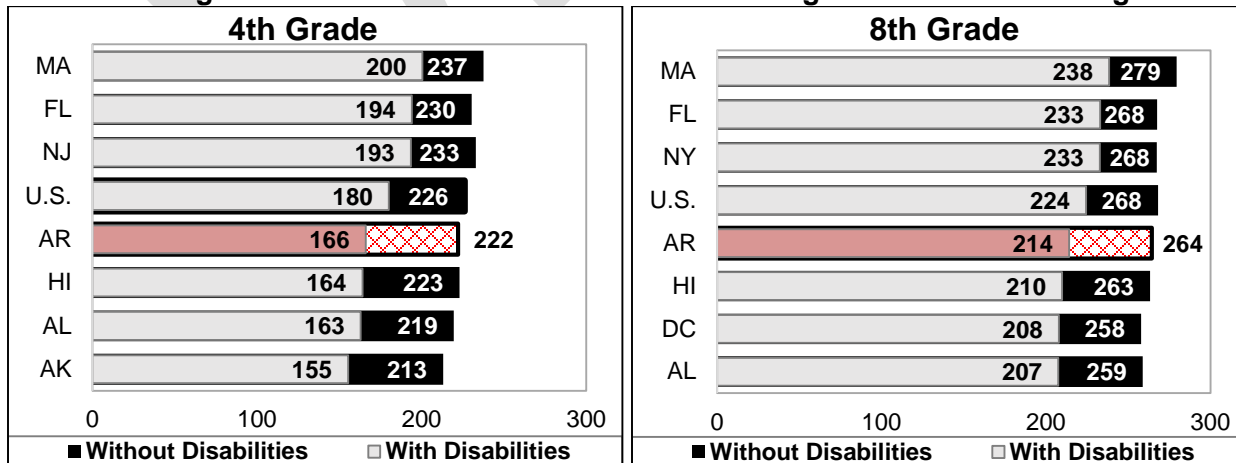 4th Grade
MA 200 237
FL 194 230
NJ 193 233
U.S. 180 226
AR 166 222
HI 164 223
AL 163 219
AK 155 213
0 100 200 300
Without Disabilities With Disabilities
8th Grade
MA 238 279
FL 233 268
NY 233 268
U.S. 224 268
AR 214 264
HI 210 263
DC 208 258
AL 207 259
0 100 200 300
Without Disabilities With Disabilities